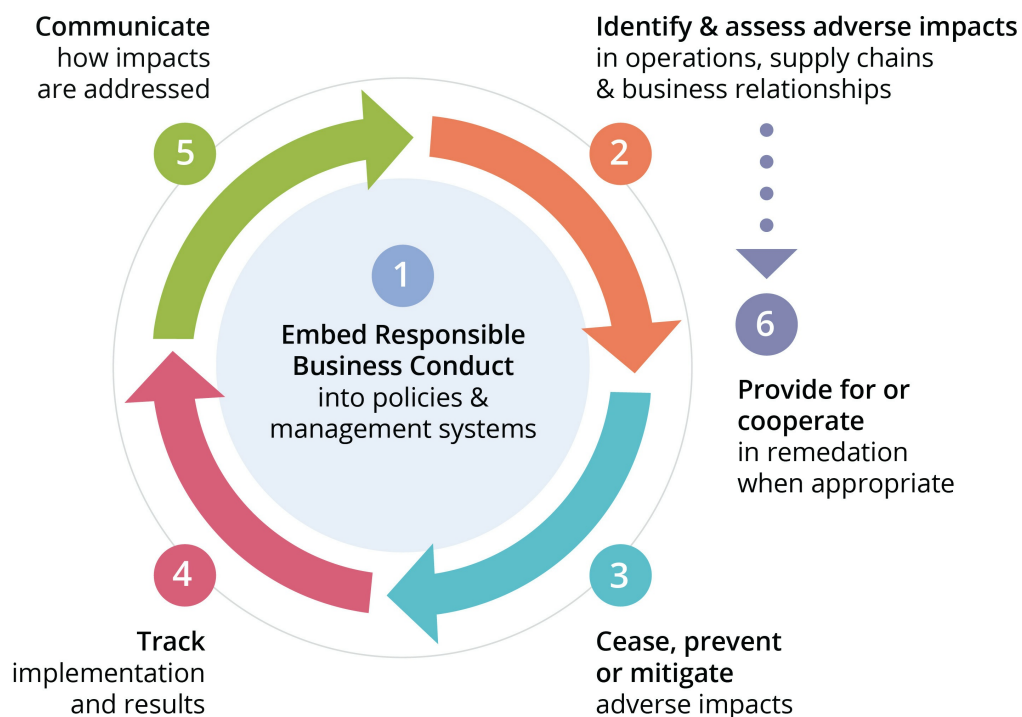 1
Embed Responsible
Business Conduct
into policies &
management systems
2
Identify & assess adverse impacts
in operations, supply chains
& business relationships
3
Cease, prevent
or mitigate
adverse impacts
4
Track
implementation
and results
5
Communicate
how impacts
are addressed
6
Provide for or
cooperate
in remedation
when appropriate